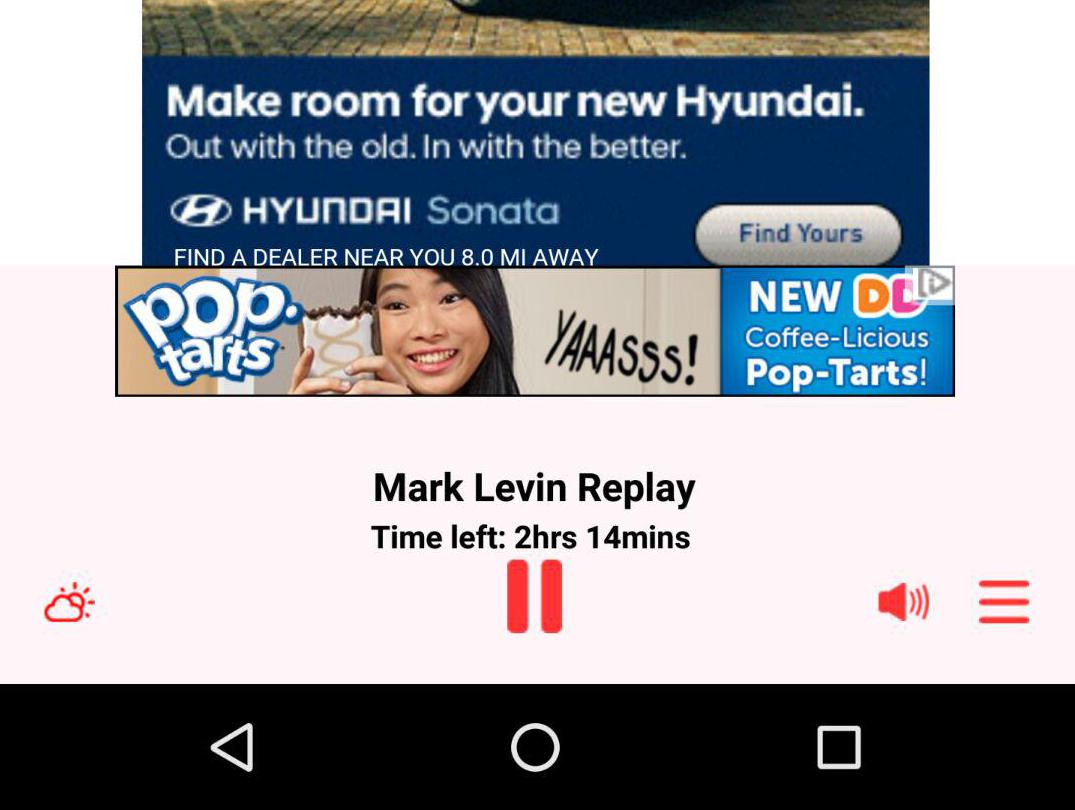 Make room for your new Hyundai.
Out with the old. In with the better.
HYUNDAI Sonata
Find Yours
FIND A DEALER NEAR YOU 8.0 MI AWAY
pop.
tarts
YAAASSS!
NEW DD
Coffee-Licious
Pop-Tarts!
Mark Levin Replay
Time left: 2hrs 14mins